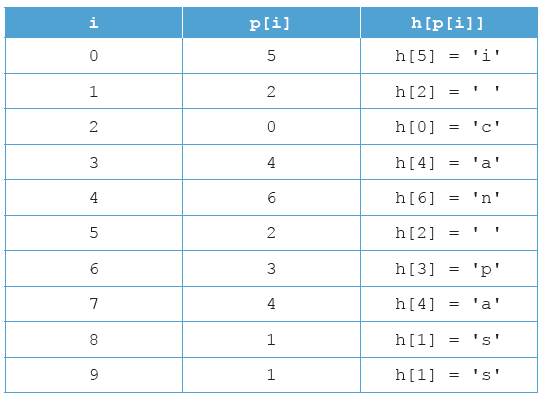 i p[i] h[p[i]]
0 5 h[5] = 'i'
1 2 h[2] = ' '
2 0 h[0] = 'c'
3 4 h[4] = 'a'
4 6 h[6] = 'n'
5 2 h[2] = ' '
6 3 h[3] = 'p'
7 4 h[4] = 'a'
8 1 h[1] = 's'
9 1 h[1] = 's'